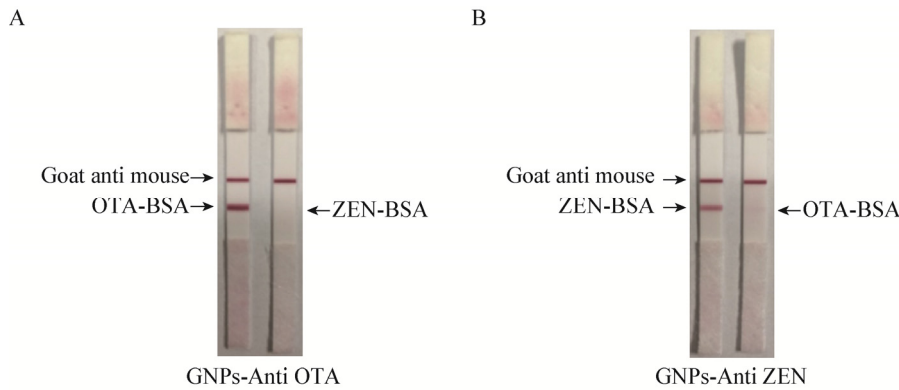 A
Goat anti mouse
OTA-BSA
ZEN-BSA
GNPs-Anti OTA
B
Goat anti mouse
ZEN-BSA
OTA-BSA
GNPs-Anti ZEN